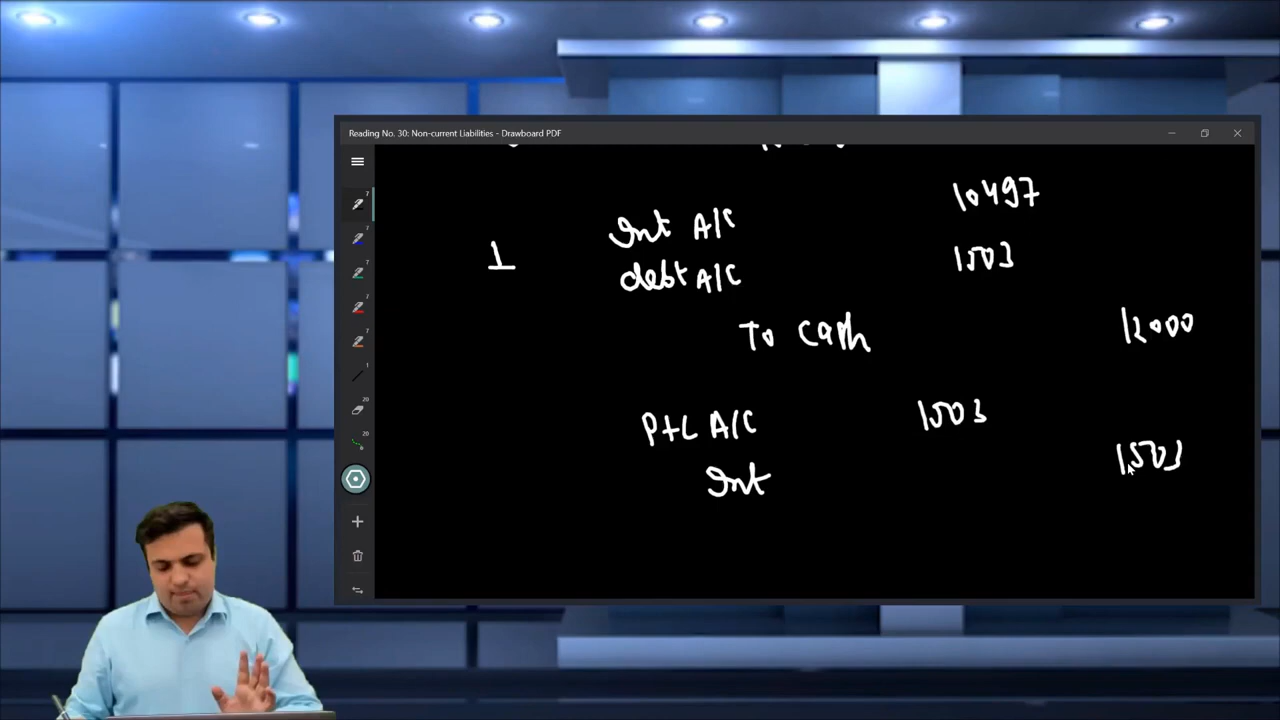 Reading No. 30: Non-current Liabilities - Drawboard PDF
10497
Int A/C
1 debt A/C 1503
To cash 12000
P+L A/C 1503
Int 1503